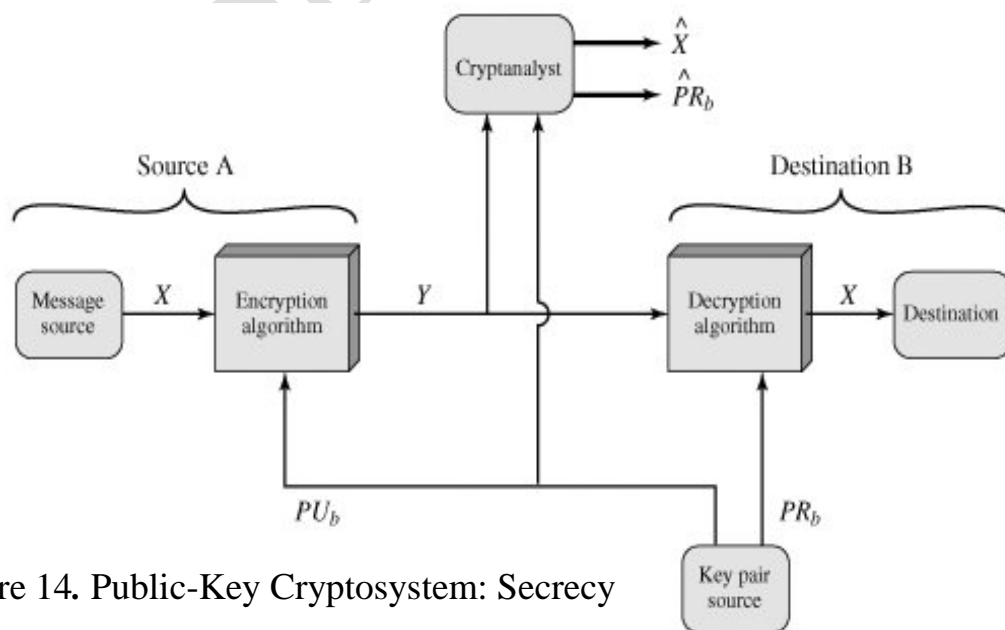 X̂
Cryptanalyst
P̂R_b
Source A
Destination B
Message
source
X
Encryption
algorithm
Y
Decryption
algorithm
X
Destination
PU_b
PR_b
Key pair
source
re 14. Public-Key Cryptosystem: Secrecy